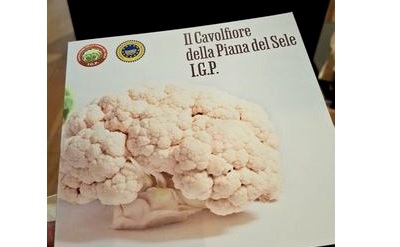 Il Cavolfiore
della Piana del Sele
I.G.P.
I.G.P.